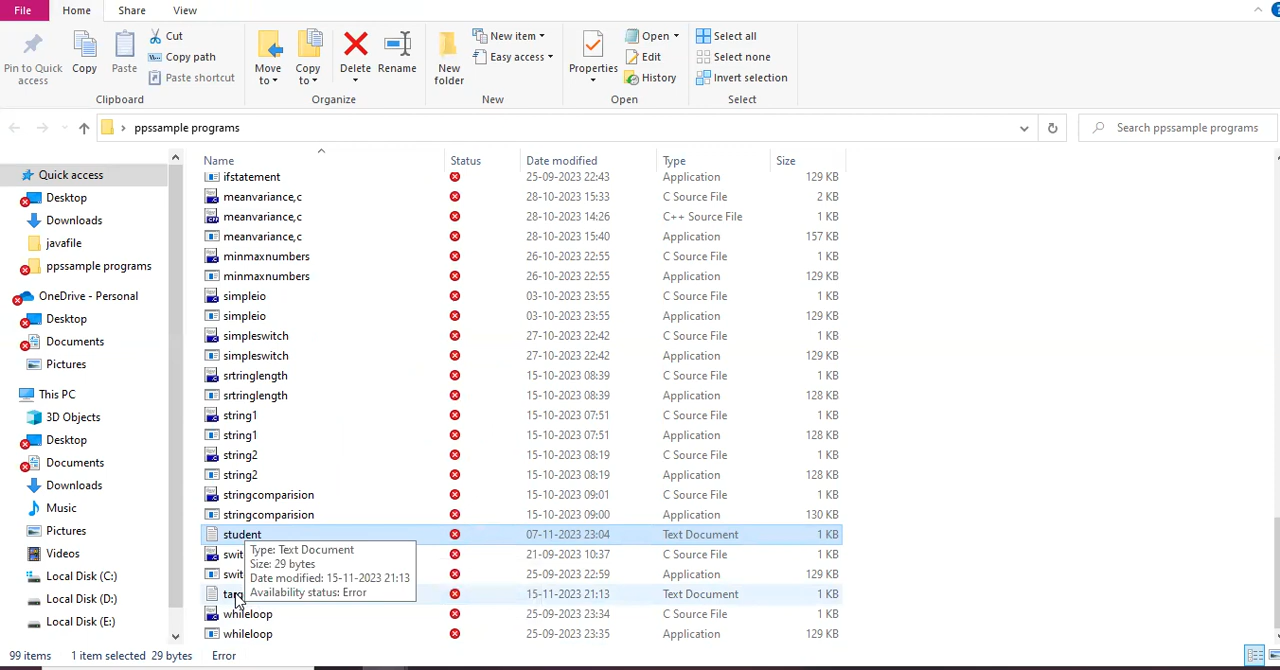 File Home Share View
Pin to Quick access
Copy
Paste
Cut
Copy path
Paste shortcut
Clipboard
Move to
Copy to
Delete
Rename
Organize
New folder
New item
Easy access
New
Properties
Open
Edit
History
Open
Select all
Select none
Invert selection
Select
ppssample programs
Search ppssample programs
Quick access
Desktop
Downloads
javafile
ppssample programs
OneDrive - Personal
Desktop
Documents
Pictures
This PC
3D Objects
Desktop
Documents
Downloads
Music
Pictures
Videos
Local Disk (C:)
Local Disk (D:)
Local Disk (E:)
Name Status Date modified Type Size
ifstatement 25-09-2023 22:43 Application 129 KB
meanvariance,c 28-10-2023 15:33 C Source File 2 KB
meanvariance,c 28-10-2023 14:26 C++ Source File 1 KB
meanvariance,c 28-10-2023 15:40 Application 157 KB
minmaxnumbers 26-10-2023 22:55 C Source File 1 KB
minmaxnumbers 26-10-2023 22:55 Application 129 KB
simpleio 03-10-2023 23:55 C Source File 1 KB
simpleio 03-10-2023 23:55 Application 129 KB
simpleswitch 27-10-2023 22:42 C Source File 1 KB
simpleswitch 27-10-2023 22:42 Application 129 KB
srtringlength 15-10-2023 08:39 C Source File 1 KB
srtringlength 15-10-2023 08:39 Application 128 KB
string1 15-10-2023 07:51 C Source File 1 KB
string1 15-10-2023 07:51 Application 128 KB
string2 15-10-2023 08:19 C Source File 1 KB
string2 15-10-2023 08:19 Application 128 KB
stringcomparision 15-10-2023 09:01 C Source File 1 KB
stringcomparision 15-10-2023 09:00 Application 130 KB
student 07-11-2023 23:04 Text Document 1 KB
swit 21-09-2023 10:37 C Source File 1 KB
swit 25-09-2023 22:59 Application 129 KB
15-11-2023 21:13 Text Document 1 KB
whileloop 25-09-2023 23:34 C Source File 1 KB
whileloop 25-09-2023 23:35 Application 129 KB
Type: Text Document
Size: 29 bytes
Date modified: 15-11-2023 21:13
Availability status: Error
99 items 1 item selected 29 bytes Error